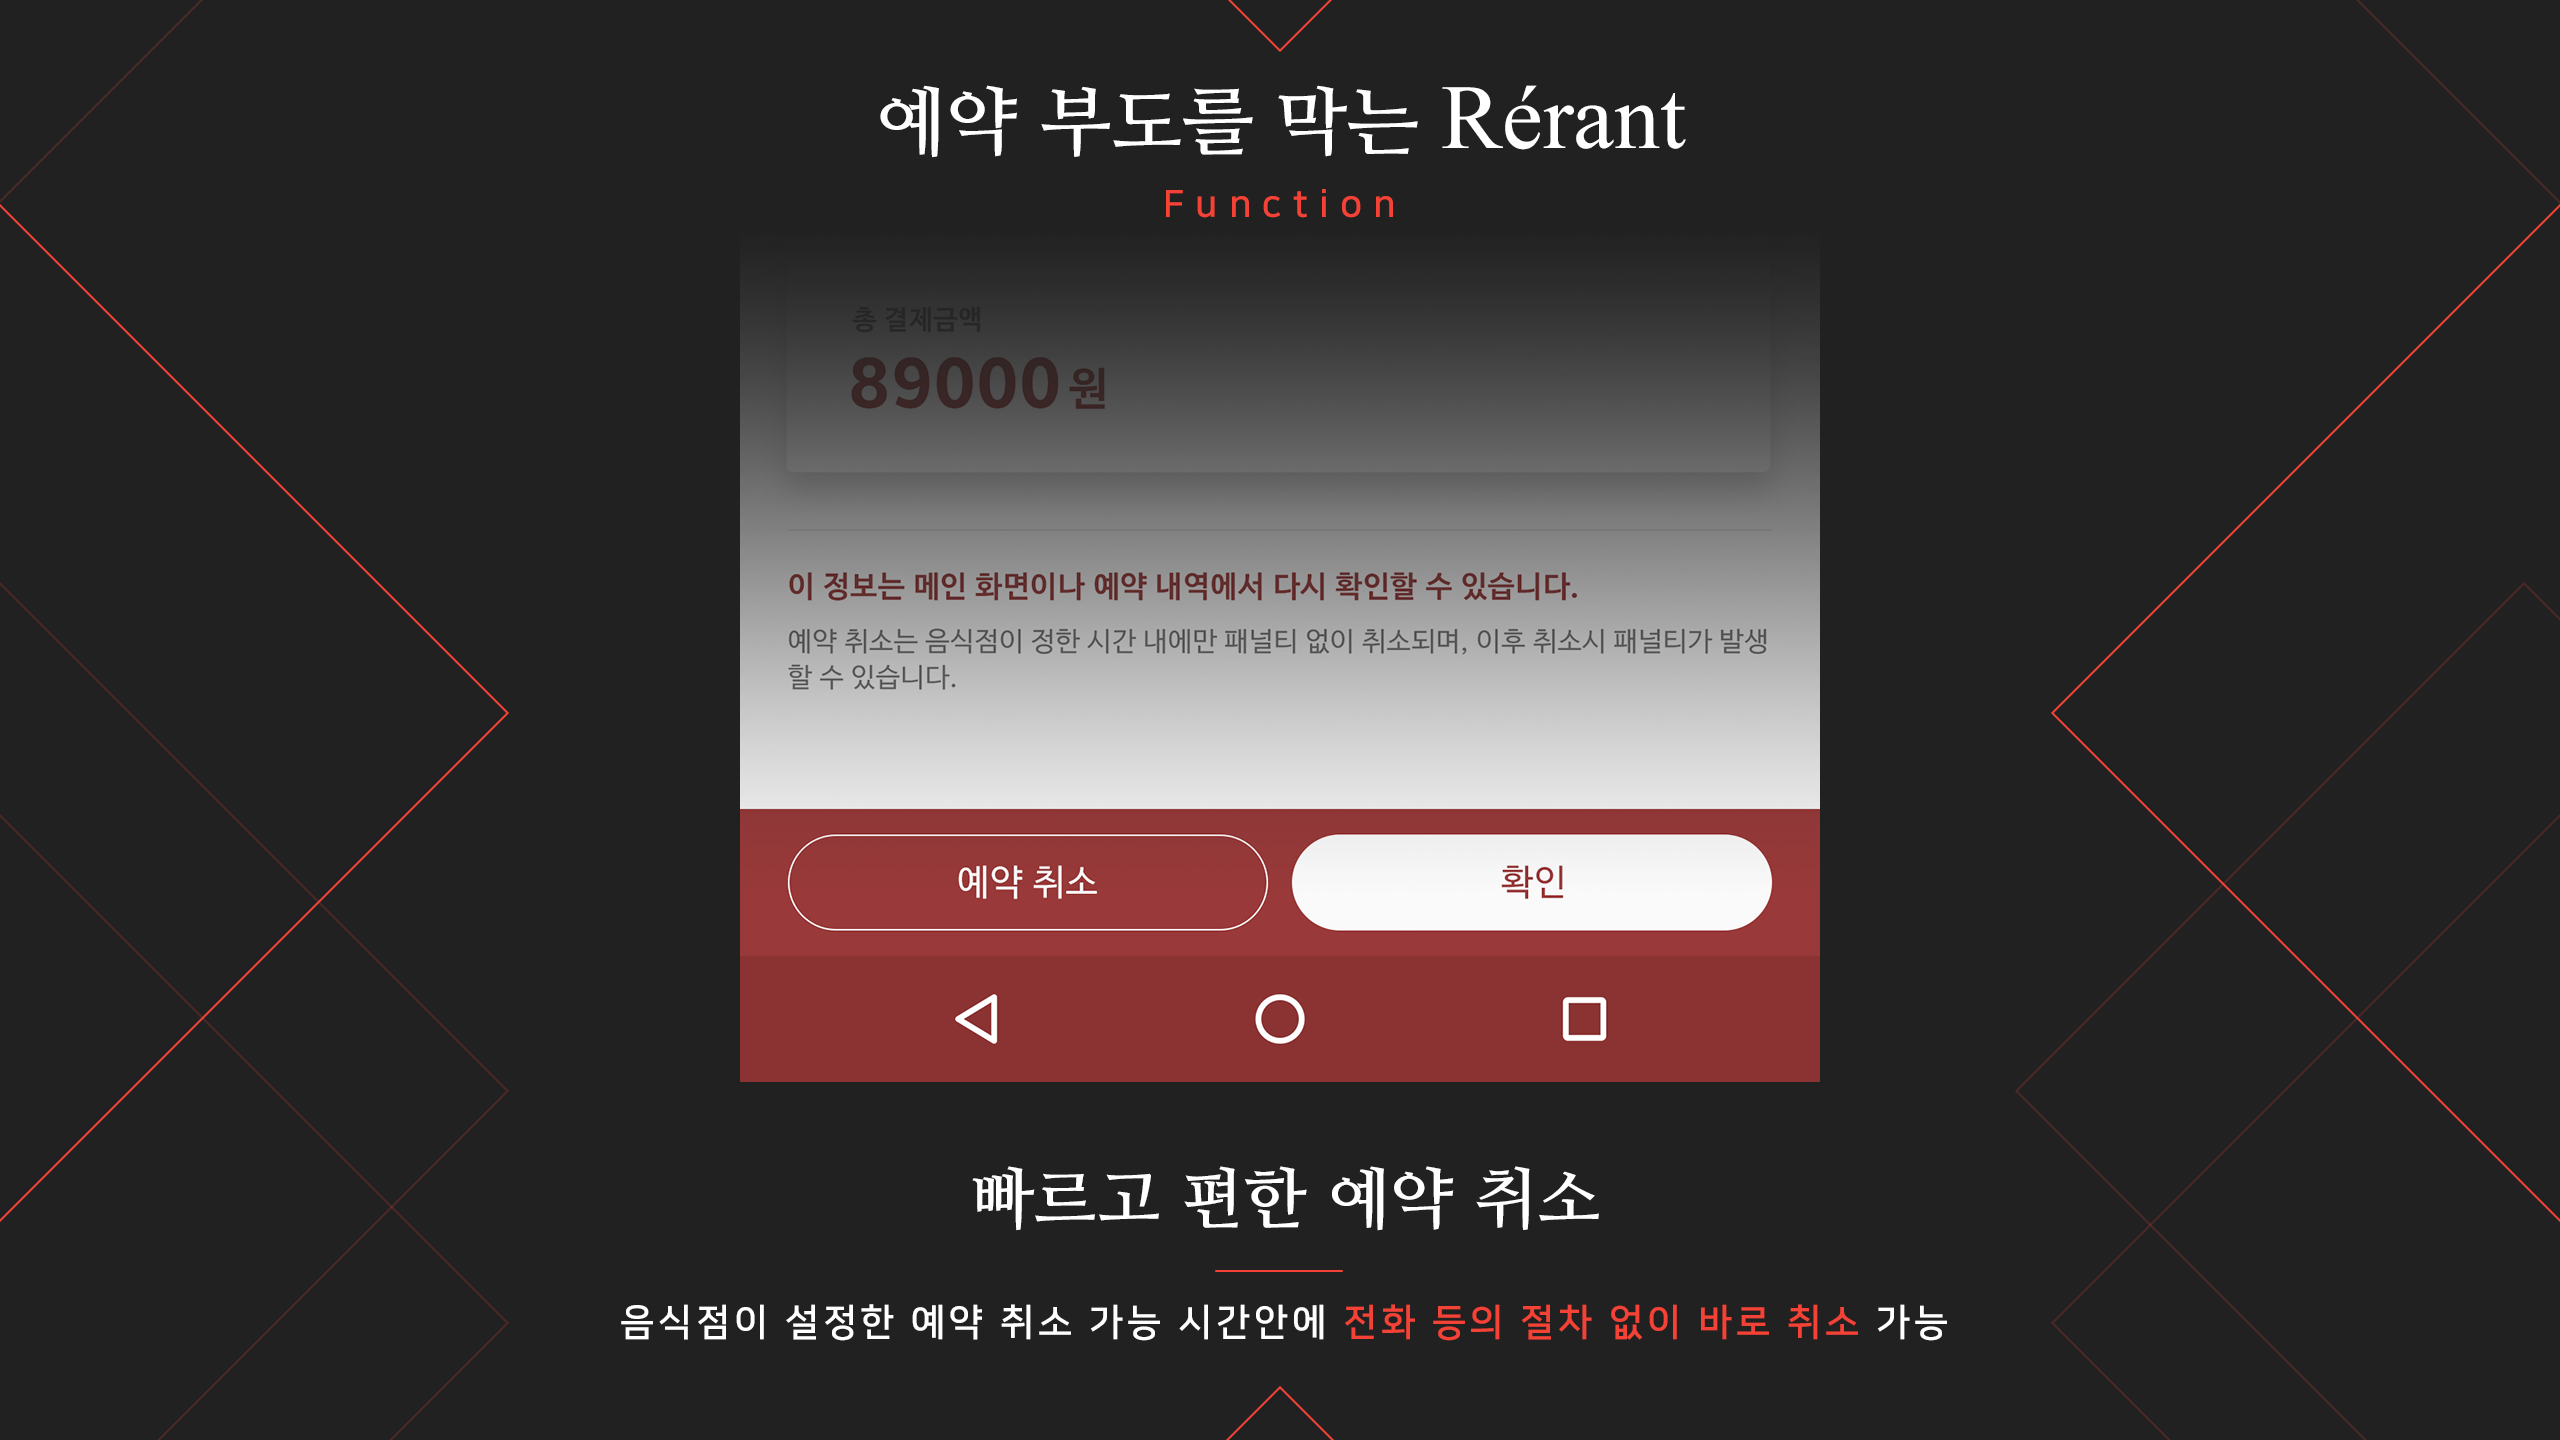 예약 부도를 막는 Rérant
Function
총 결제금액
89000원
이 정보는 메인 화면이나 예약 내역에서 다시 확인할 수 있습니다.
예약 취소는 음식점이 정한 시간 내에만 패널티 없이 취소되며, 이후 취소시 패널티가 발생
할 수 있습니다.
예약 취소
확인
빠르고 편한 예약 취소
음식점이 설정한 예약 취소 가능 시간안에 전화 등의 절차 없이 바로 취소 가능